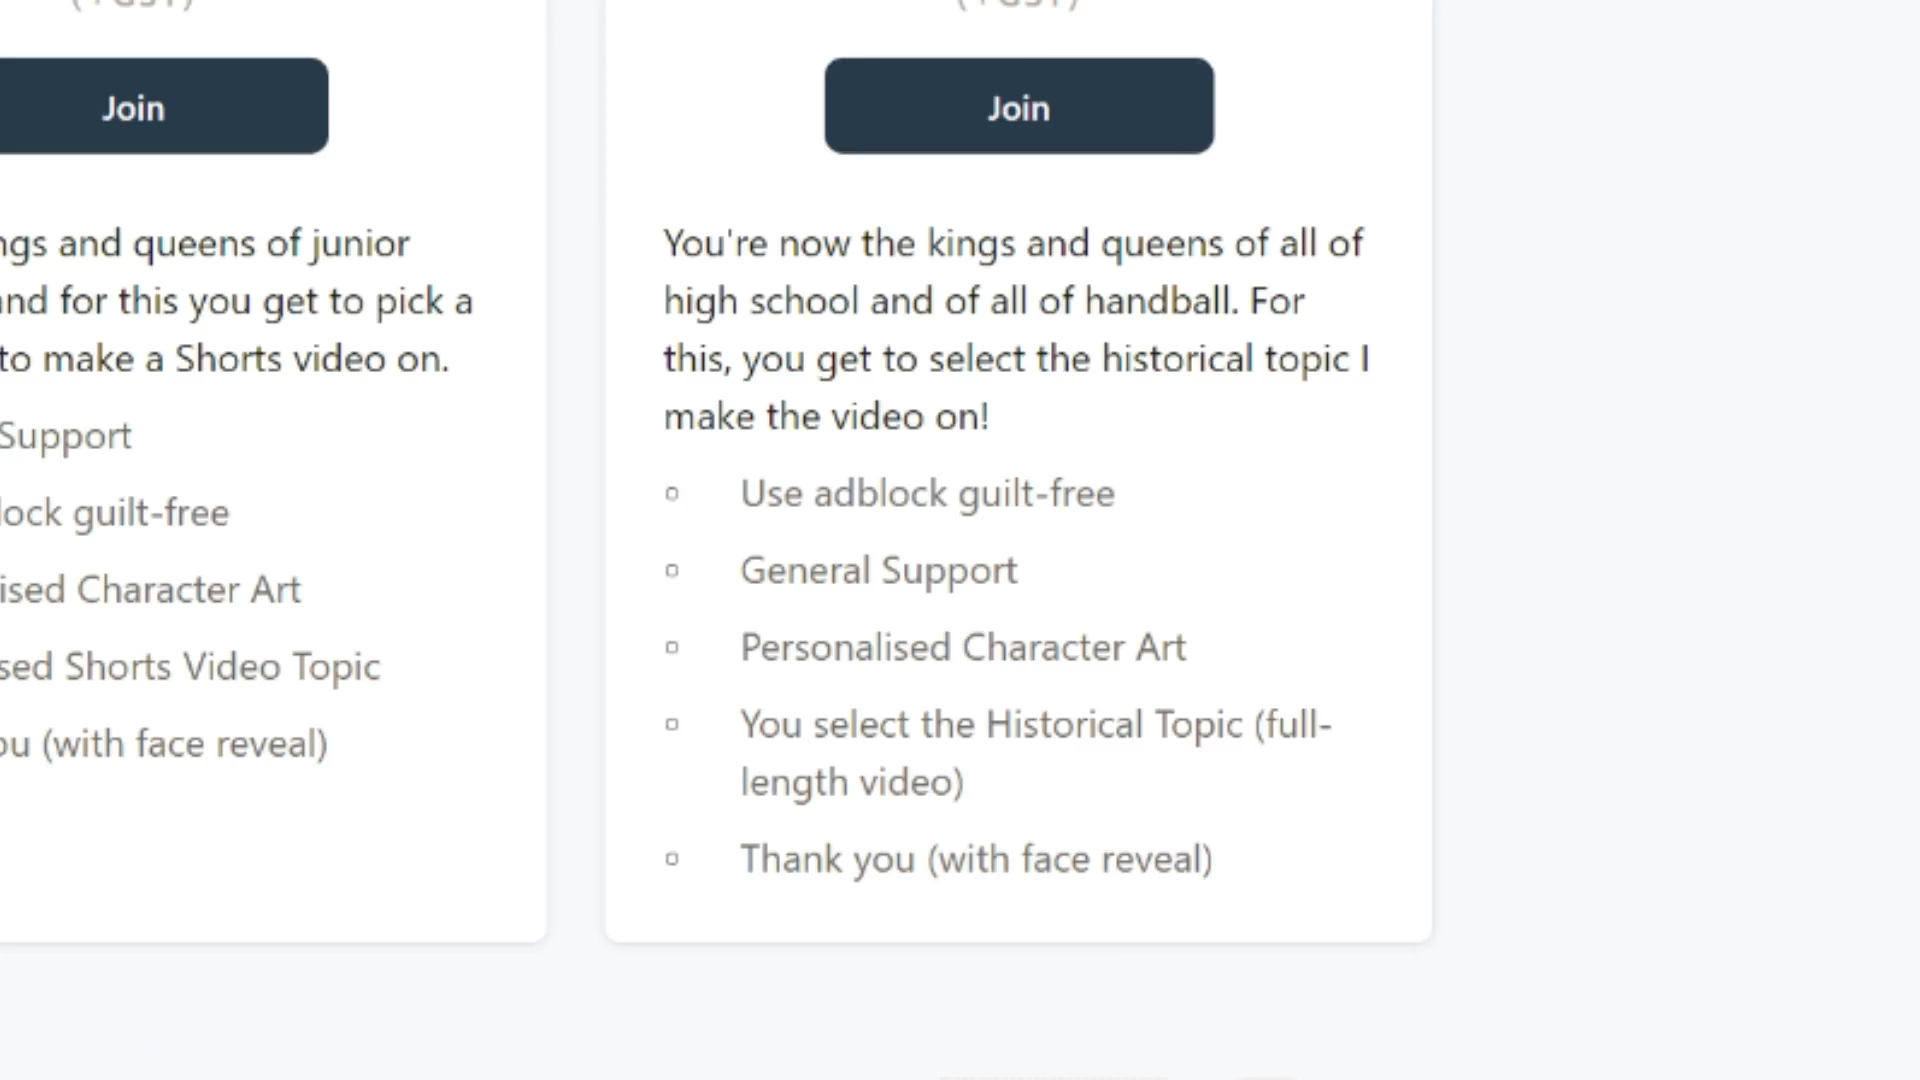 (+GST)
Join
ngs and queens of junior
and for this you get to pick a
to make a Shorts video on.
Support
lock guilt-free
ised Character Art
sed Shorts Video Topic
ou (with face reveal)
(+GST)
Join
You're now the kings and queens of all of
high school and of all of handball. For
this, you get to select the historical topic I
make the video on!
Use adblock guilt-free
General Support
Personalised Character Art
You select the Historical Topic (full-
length video)
Thank you (with face reveal)